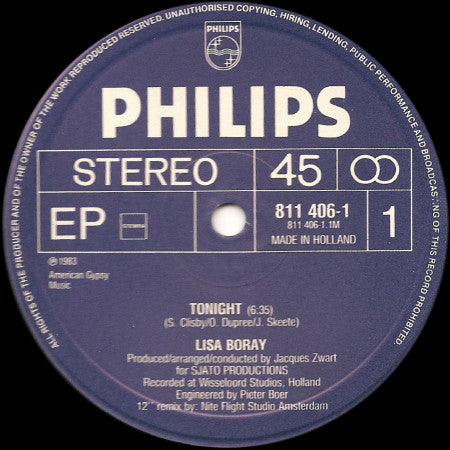 ALL RIGHTS OF THE PRODUCER AND OF THE OWNER OF THE WORK REPRODUCED RESERVED. UNAUTHORISED COPYING, HIRING, LENDING, PUBLIC PERFORMANCE AND BROADCASTING OF THIS RECORD PROHIBITED.
PHILIPS
PHILIPS
STEREO 45
EP STEMRA 811 406-1 1
811 406-1.1M
MADE IN HOLLAND
℗1983
American Gypsy
Music
TONIGHT (6.35)
(S. Clisby/O. Dupree/J. Skeete)
LISA BORAY
Produced/arranged/conducted by Jacques Zwart
for SJATO PRODUCTIONS
Recorded at Wisseloord Studios, Holland
Engineered by Pieter Boer
12'' remix by: Nite Flight Studio Amsterdam